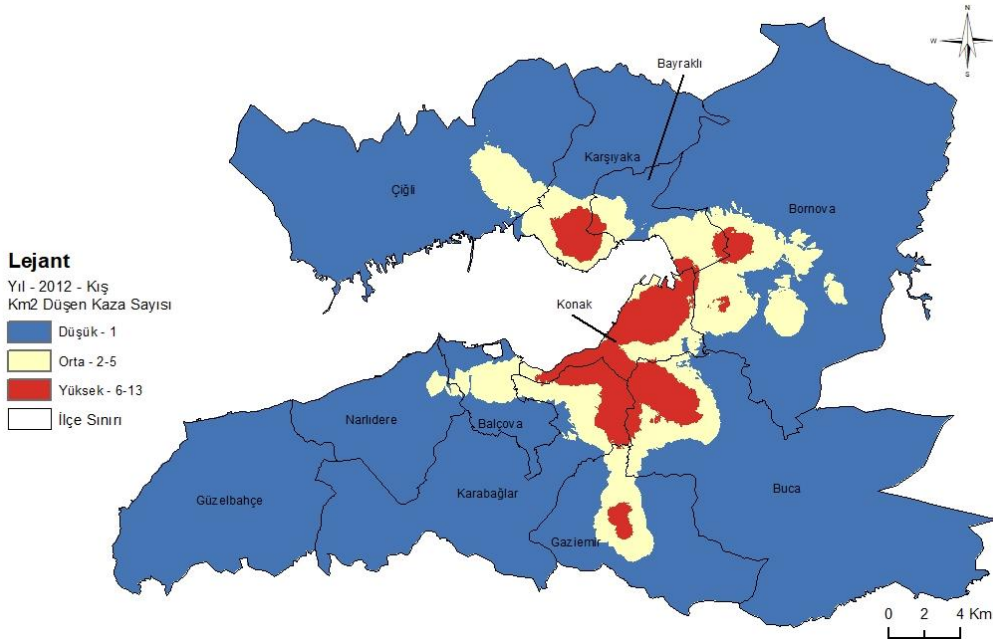 N
W
S
Bayraklı
Karşıyaka
Çiğli
Bornova
Lejant
Yıl - 2012 - Kış
Km2 Düşen Kaza Sayısı
Düşük - 1
Orta - 2-5
Yüksek - 6-13
İlçe Sınırı
Konak
Narlıdere
Balçova
Güzelbahçe
Karabağlar
Buca
Gaziemir
0 2 4 Km